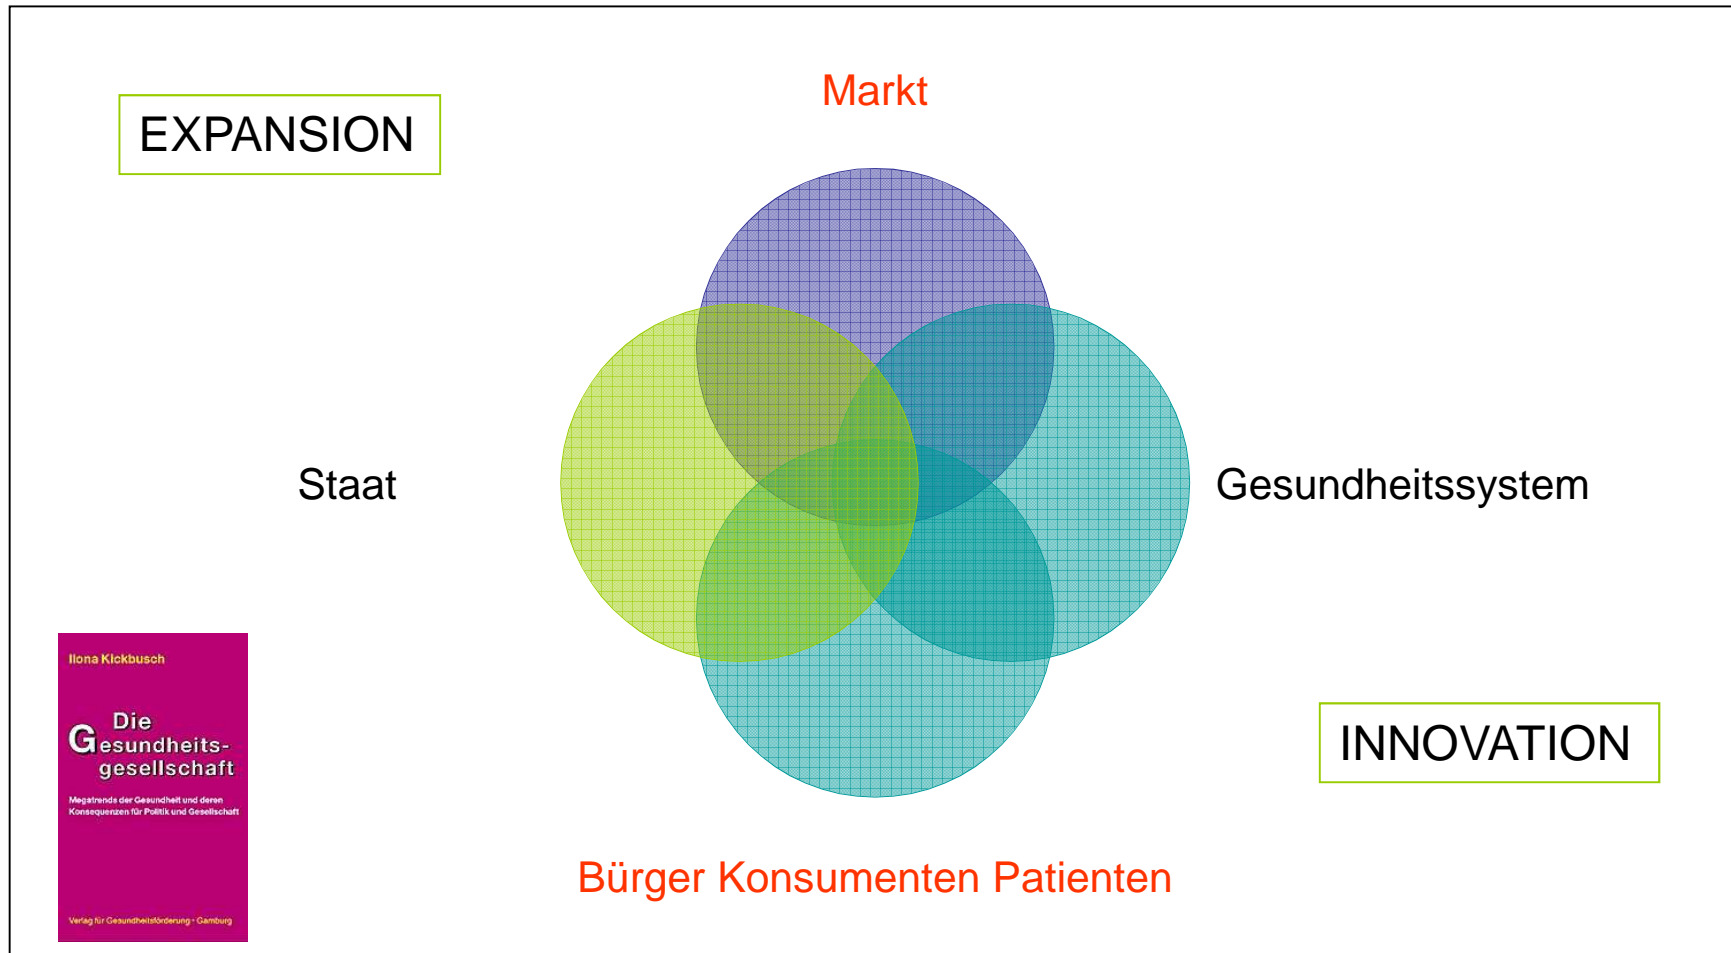 Markt
EXPANSION
Staat
Gesundheitssystem
Ilona Kickbusch
Die
Gesundheits-
gesellschaft
Megatrends der Gesundheit und deren
Konsequenzen für Politik und Gesellschaft
Verlag für Gesundheitsförderung - Gamburg
INNOVATION
Bürger Konsumenten Patienten